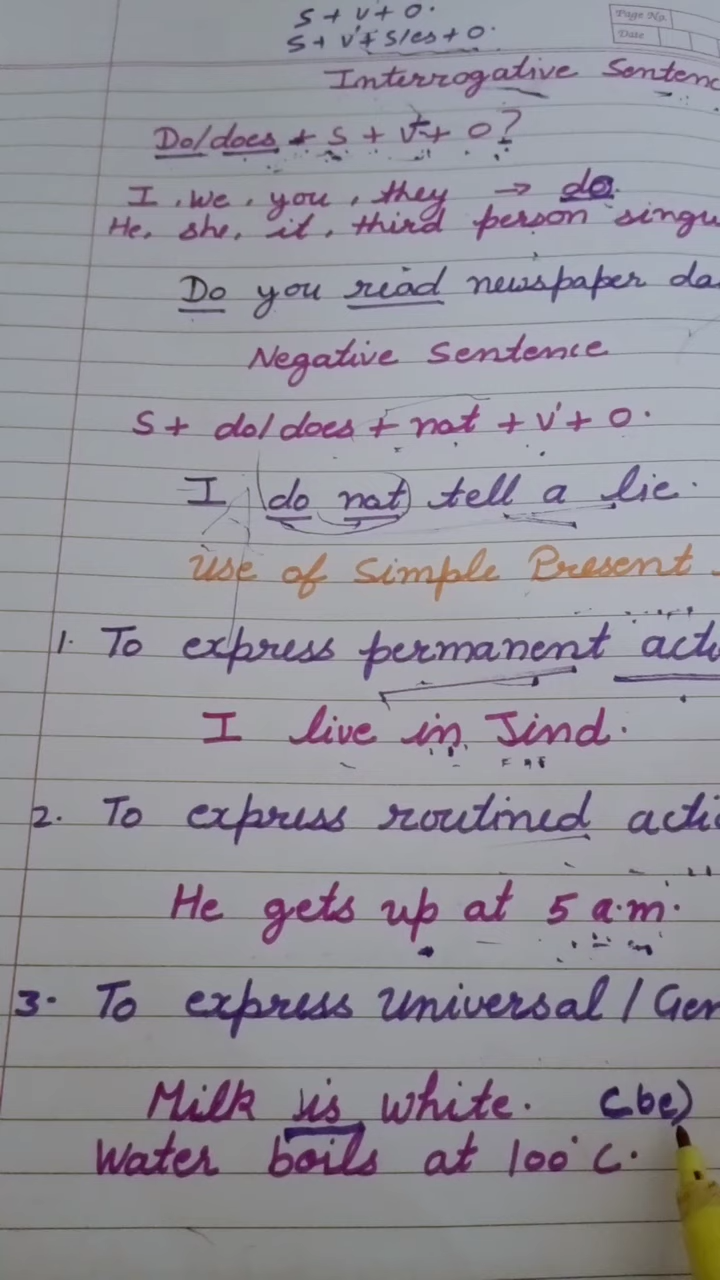 S + V + O.
S + V' + s/es + O.
Page No.
Date
Interrogative Sentenc
Do/does + S + V' + O?
I, we, you, they → do.
He, she, it, third person singu
Do you read newspaper da
Negative Sentence
S + do/does + not + V' + O.
I do not tell a lie.
Use of Simple Present
1. To express permanent acti
I live in Jind.
2. To express routined actio
He gets up at 5 a.m.
3. To express Universal / Gen
Milk is white. (be)
Water boils at 100°C.